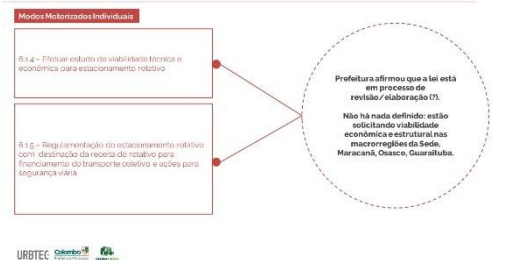 Modos Motorizados Individuais
6.1.4 – Efetuar estudo de viabilidade técnica e
econômica para estacionamento rotativo
6.1.5 – Regulamentação do estacionamento rotativo
com destinação da receita do rotativo para
financiamento do transporte coletivo e ações para
segurança viária
Prefeitura afirmou que a lei está
em processo de
revisão/elaboração (?).
Não há nada definido: estão
solicitando viabilidade
econômica e estrutural nas
macrorregiões da Sede,
Maracanã, Osasco, Guaraituba.
URBTEC
Colombo